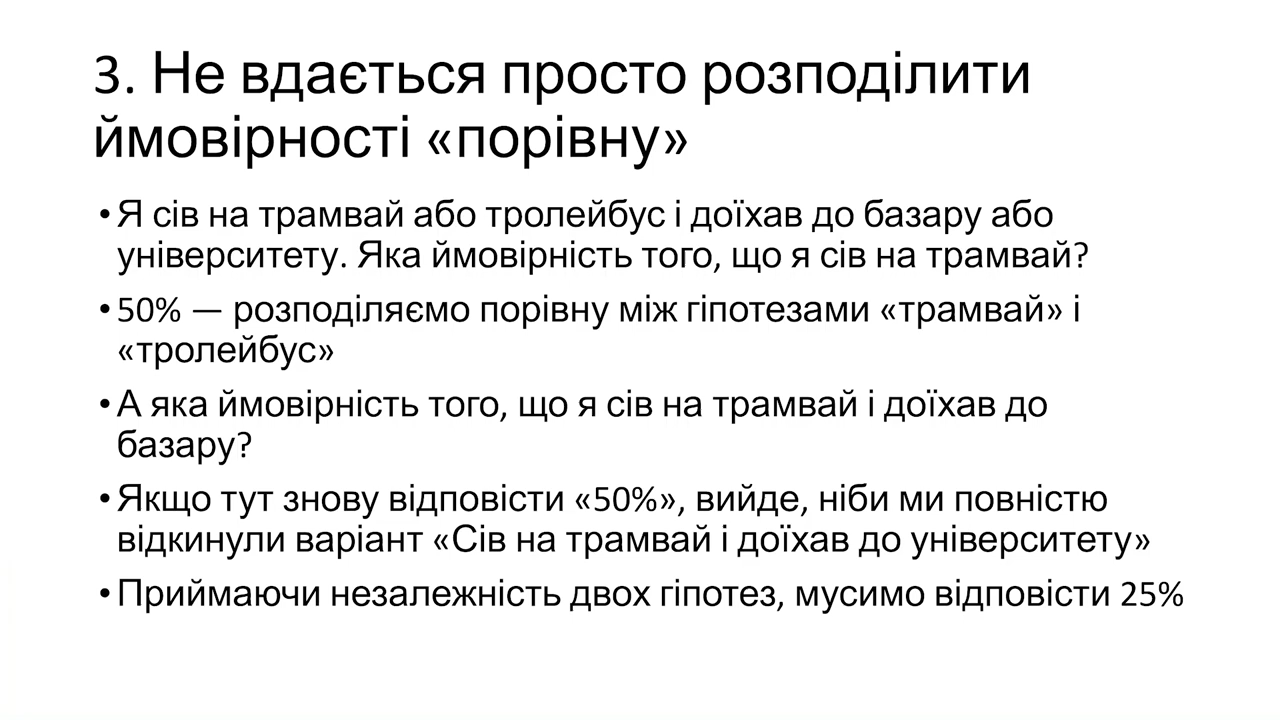 3. Не вдається просто розподілити
ймовірності «порівну»
• Я сів на трамвай або тролейбус і доїхав до базару або
університету. Яка ймовірність того, що я сів на трамвай?
• 50% — розподіляємо порівну між гіпотезами «трамвай» і
«тролейбус»
• А яка ймовірність того, що я сів на трамвай і доїхав до
базару?
• Якщо тут знову відповісти «50%», вийде, ніби ми повністю
відкинули варіант «Сів на трамвай і доїхав до університету»
• Приймаючи незалежність двох гіпотез, мусимо відповісти 25%